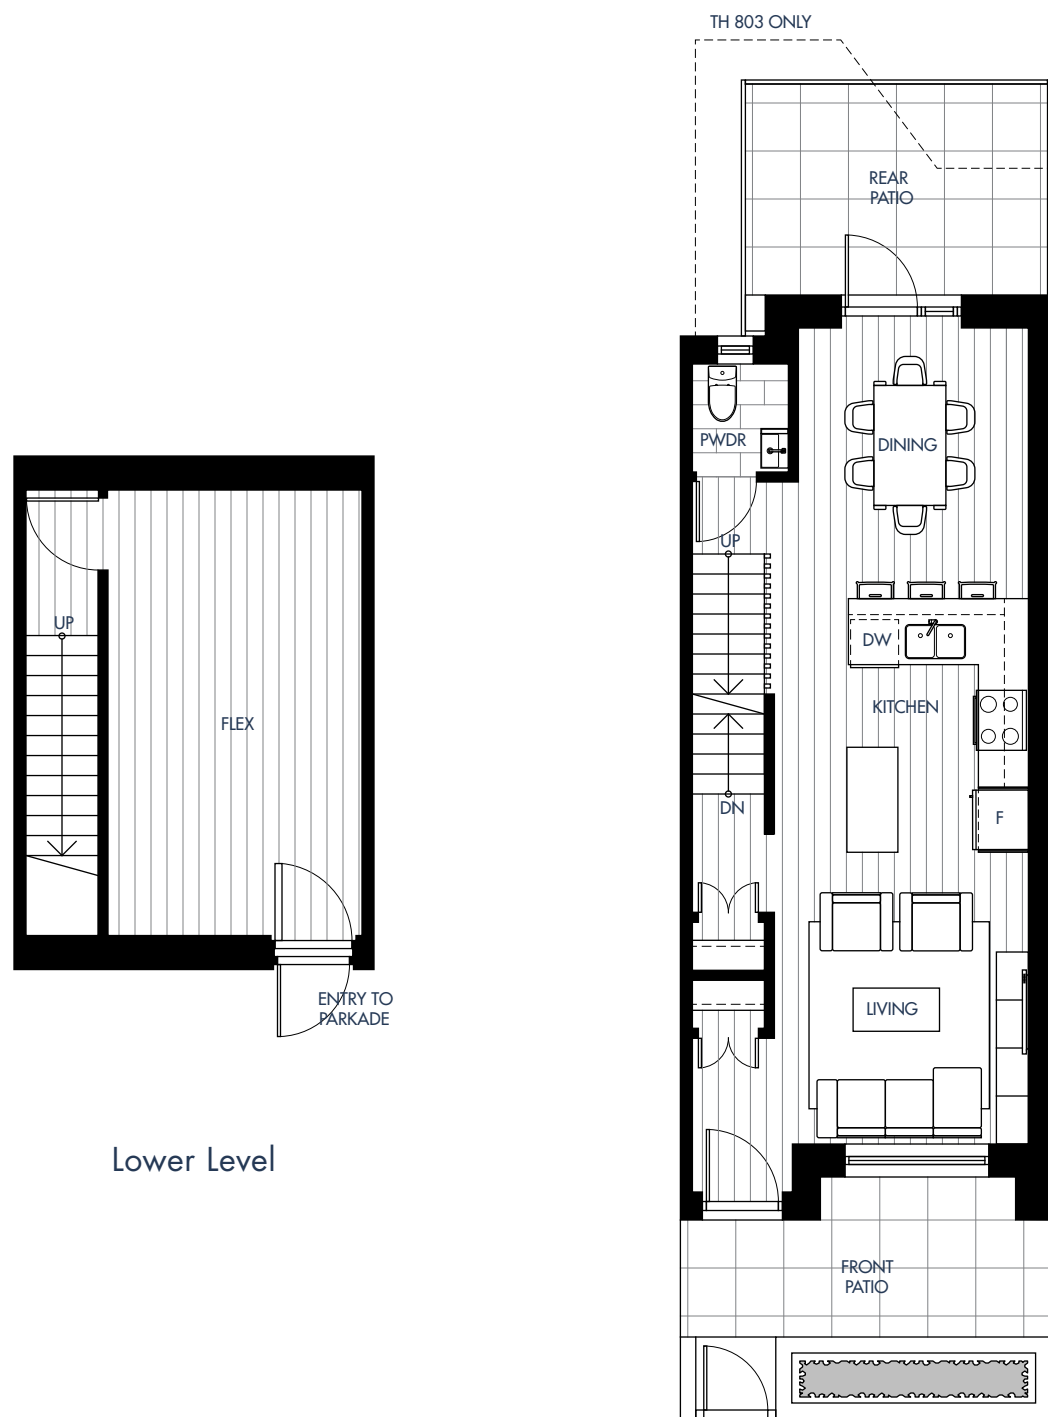 TH 803 ONLY
REAR
PATIO
PWDR
DINING
UP
DW
KITCHEN
DN
F
LIVING
FRONT
PATIO
UP
FLEX
ENTRY TO
PARKADE
Lower Level